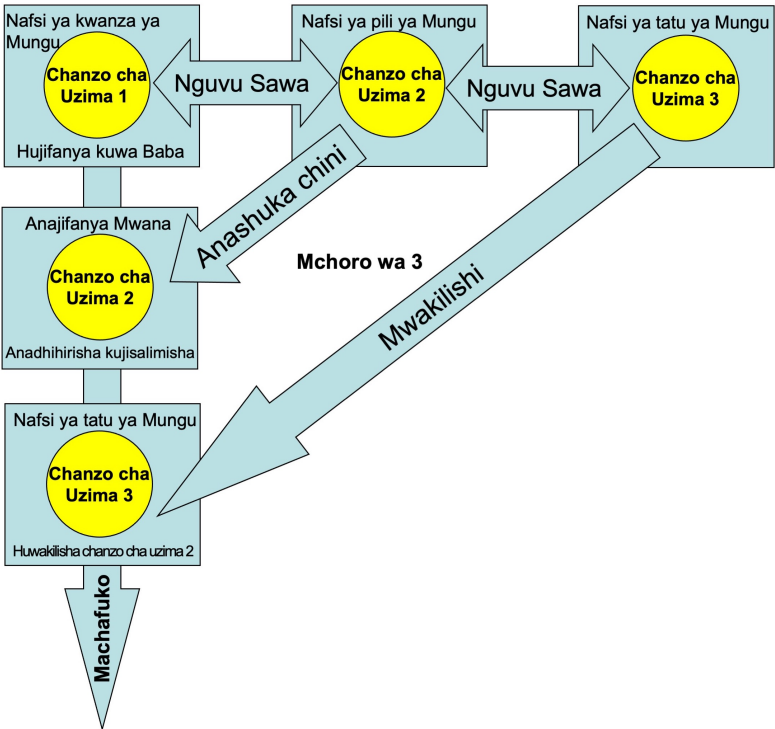 Nafsi ya kwanza ya
Mungu
Chanzo cha
Uzima 1
Hujifanya kuwa Baba
Nguvu Sawa
Nafsi ya pili ya Mungu
Chanzo cha
Uzima 2
Nguvu Sawa
Nafsi ya tatu ya Mungu
Chanzo cha
Uzima 3
Anashuka chini
Mwakilishi
Mchoro wa 3
Anajifanya Mwana
Chanzo cha
Uzima 2
Anadhihirisha kujisalimisha
Nafsi ya tatu ya Mungu
Chanzo cha
Uzima 3
Huwakilisha chanzo cha uzima 2
Machafuko